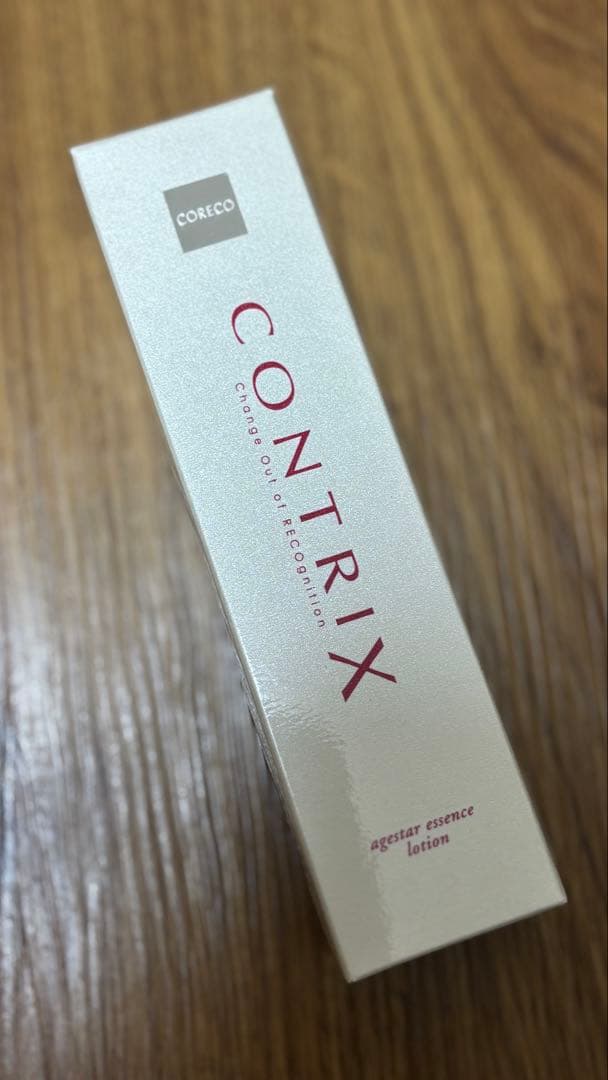 CORECO
CONTRIX
Change Out of RECOgnition
agestar essence
lotion